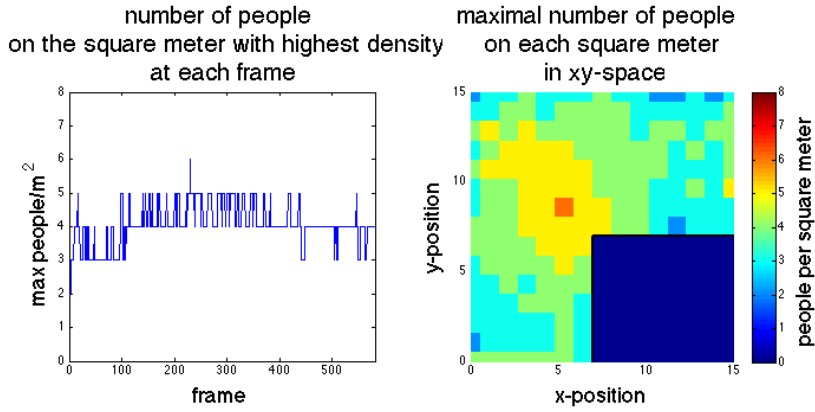 number of people
on the square meter with highest density
at each frame
8
7
6
5
4
3
2
1
0
0 100 200 300 400 500
max people/m²
frame
maximal number of people
on each square meter
in xy-space
15
10
5
0
0 5 10 15
y-position
x-position
8
7
6
5
4
3
2
1
0
people per square meter